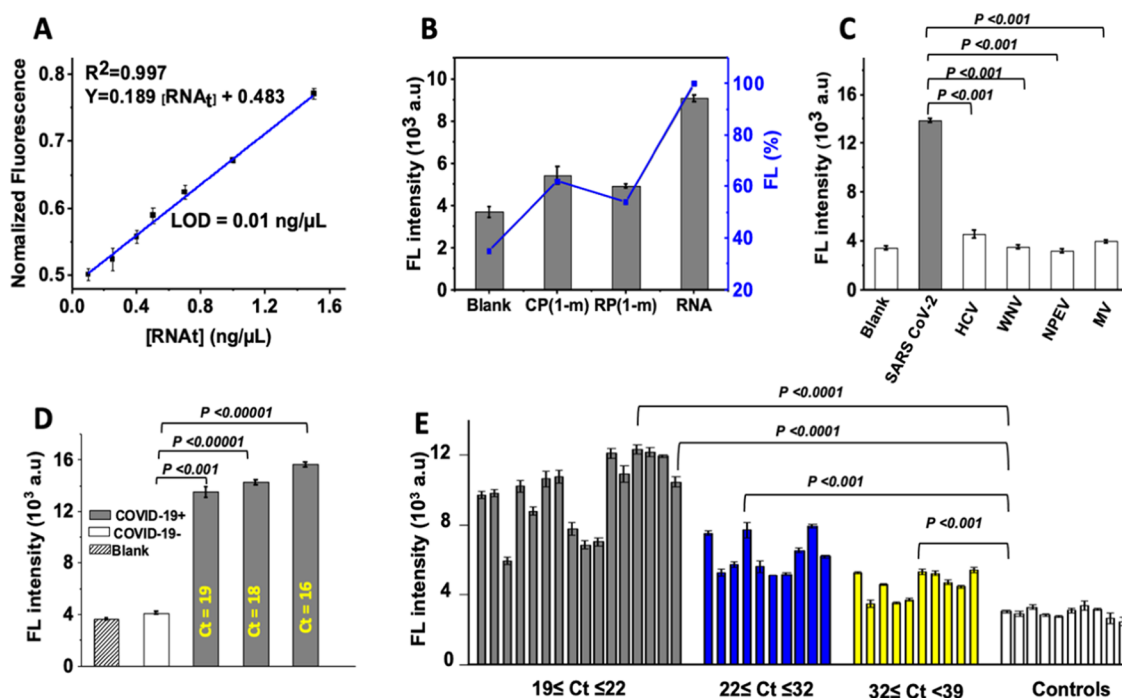 A
R2=0.997
Y=0.189 [RNAt] + 0.483
LOD = 0.01 ng/µL
Normalized Fluorescence
0.8
0.7
0.6
0.5
0.0 0.4 0.8 1.2 1.6
[RNAt] (ng/µL)
B
FL intensity (103 a.u)
10
8
6
4
2
0
100
80
60
40
20
FL (%)
Blank CP(1-m) RP(1-m) RNA
C
P <0.001
P <0.001
P <0.001
FL intensity (103 a.u)
16
12
8
4
0
Blank
SARS CoV-2
HCV
WNV
NPEV
MV
D
P <0.00001
P <0.00001
P <0.001
FL intensity (103 a.u)
16
12
8
4
0
COVID-19+
COVID-19-
Blank
Ct = 19
Ct = 18
Ct = 16
E
P <0.0001
P <0.0001
P <0.001
P <0.001
FL intensity (103 a.u)
12
8
4
0
19≤ Ct ≤22
22≤ Ct ≤32
32≤ Ct <39
Controls